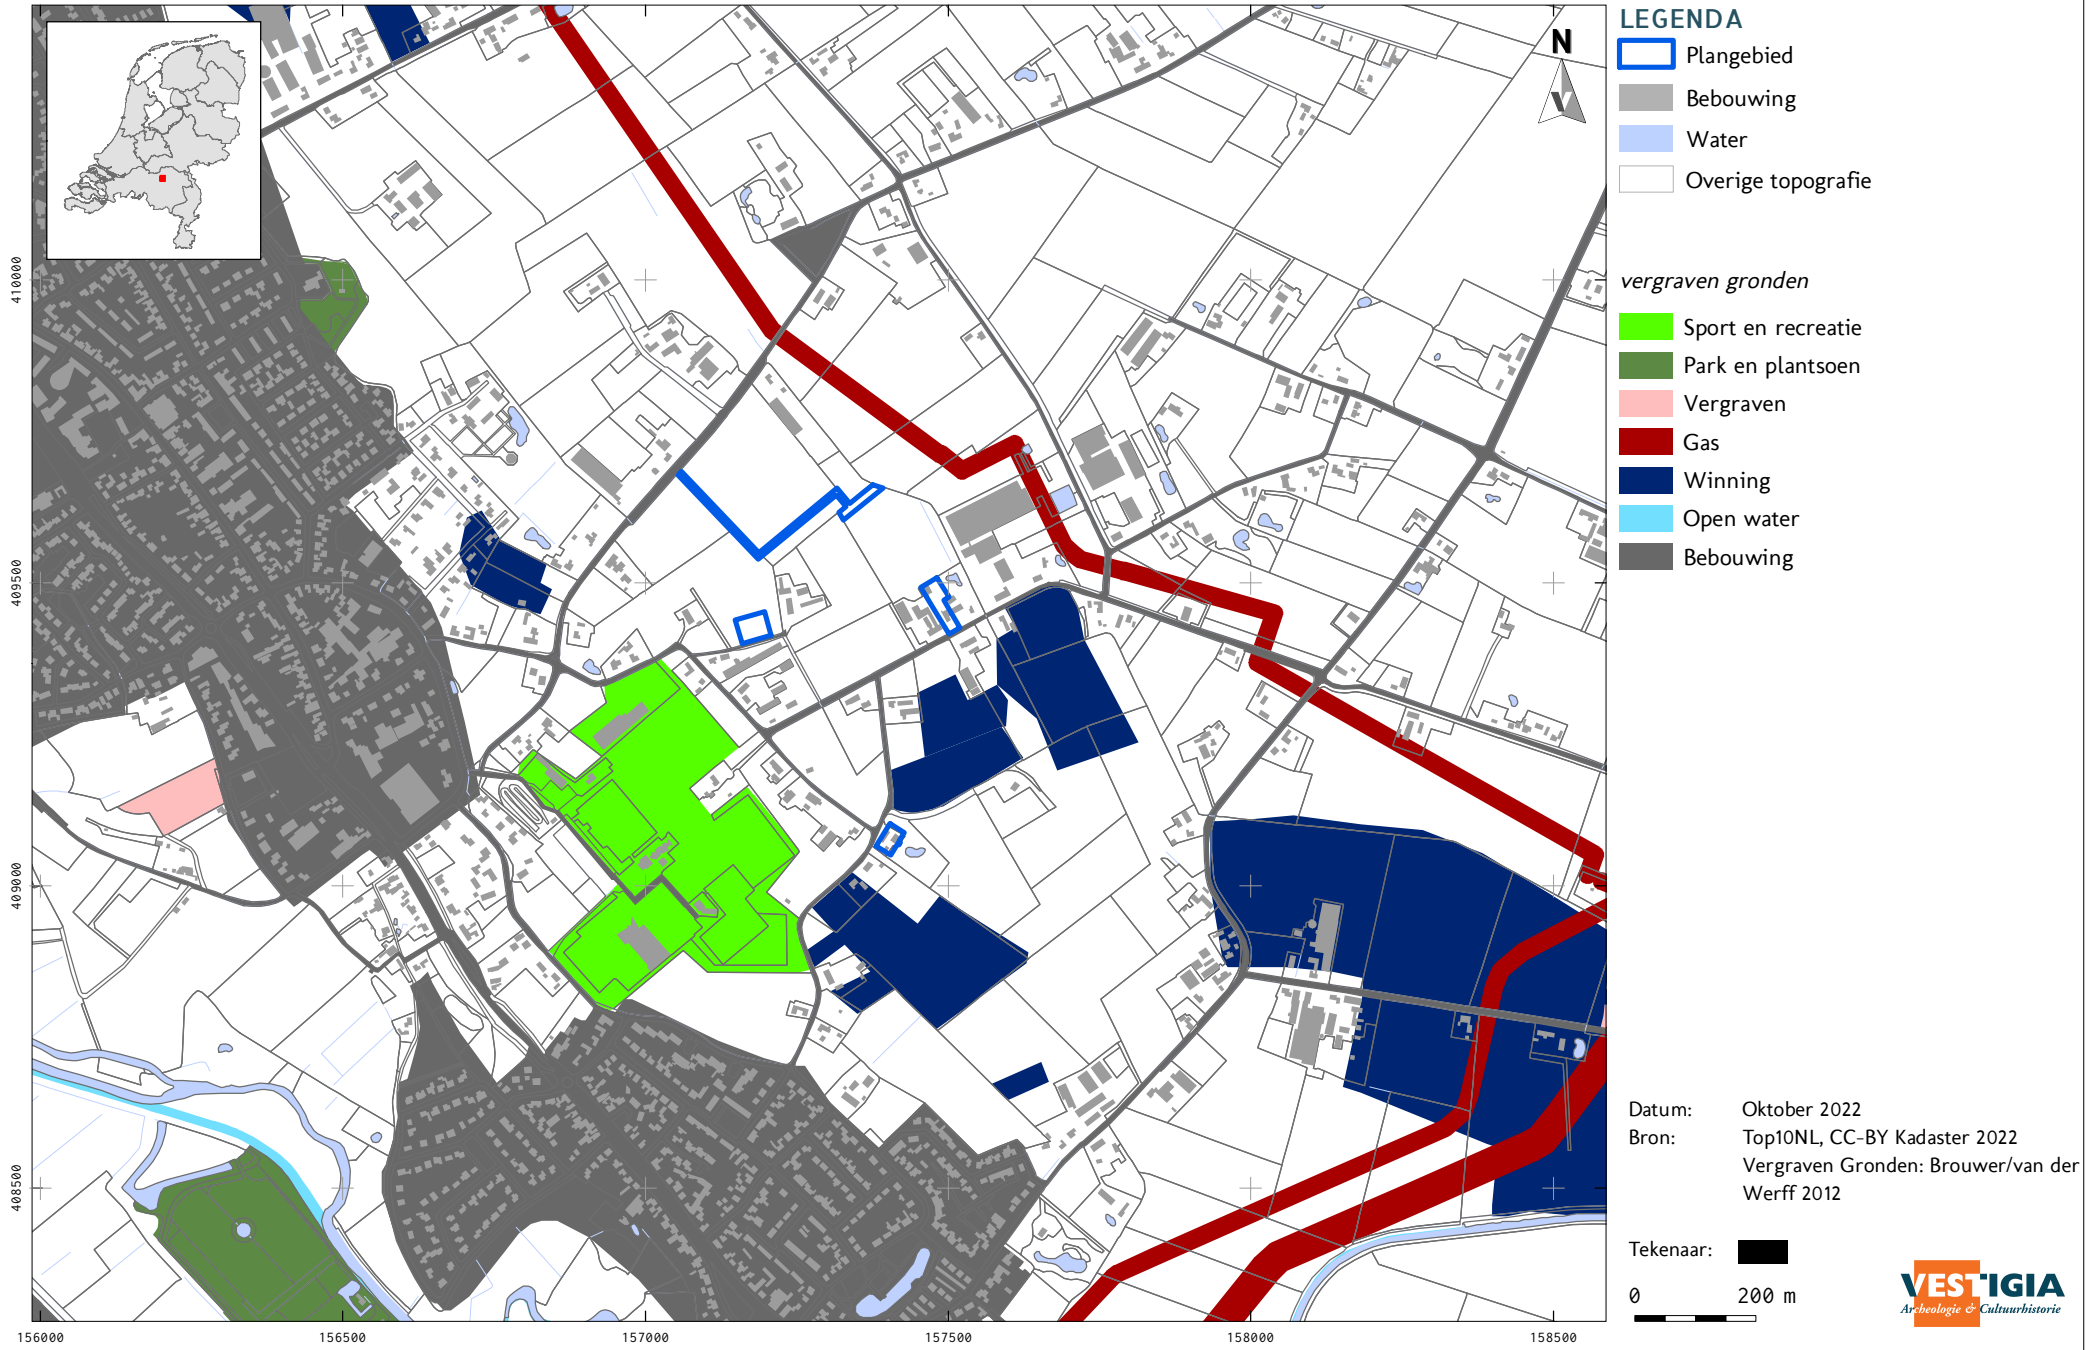 LEGENDA
Plangebied
Bebouwing
Water
Overige topografie
vergraven gronden
Sport en recreatie
Park en plantsoen
Vergraven
Gas
Winning
Open water
Bebouwing
N
Datum: Oktober 2022
Bron: Top10NL, CC-BY Kadaster 2022
Vergraven Gronden: Brouwer/van der
Werff 2012
Tekenaar:
0 200 m
VESTIGIA
Archeologie & Cultuurhistorie
410000
409500
409000
408500
156000 156500 157000 157500 158000 158500